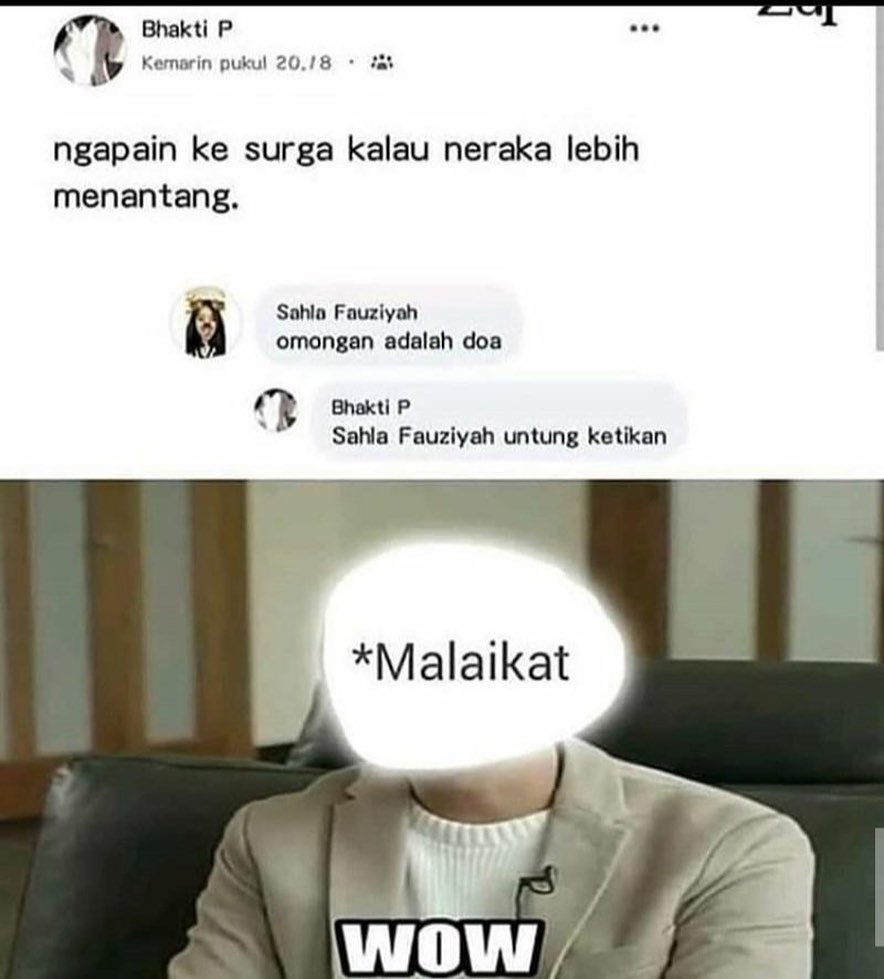 Bhakti P
Kemarin pukul 20.18
ngapain ke surga kalau neraka lebih
menantang.
Sahla Fauziyah
omongan adalah doa
Bhakti P
Sahla Fauziyah untung ketikan
*Malaikat
WOW